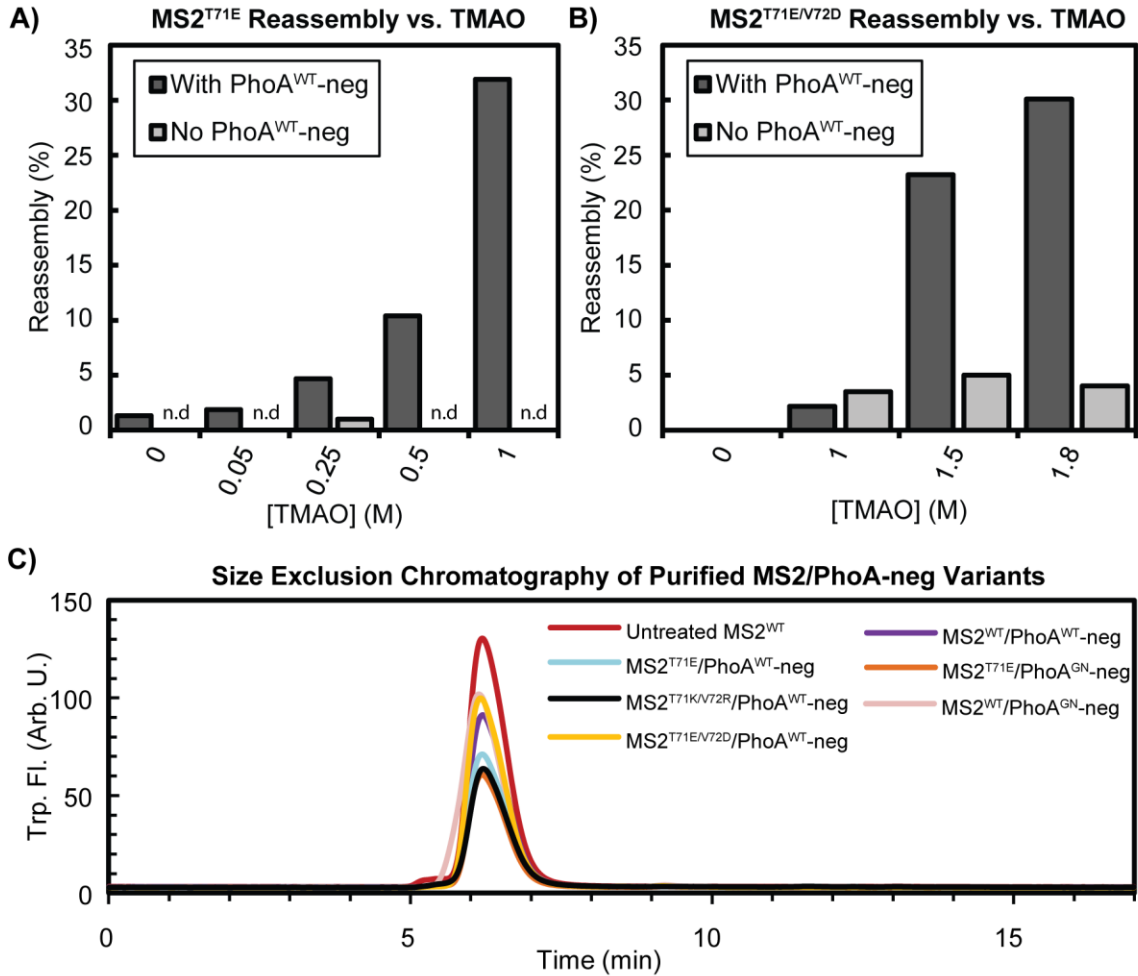 A) MS2T71E Reassembly vs. TMAO
35
30
25
20
15
10
5
0
Reassembly (%)
With PhoAWT-neg
No PhoAWT-neg
n.d
n.d
n.d
n.d
0
0.05
0.25
0.5
1
[TMAO] (M)
B) MS2T71E/V72D Reassembly vs. TMAO
35
30
25
20
15
10
5
0
Reassembly (%)
With PhoAWT-neg
No PhoAWT-neg
0
1
1.5
1.8
[TMAO] (M)
C) Size Exclusion Chromatography of Purified MS2/PhoA-neg Variants
150
100
50
0
Trp. Fl. (Arb. U.)
Untreated MS2WT
MS2T71E/PhoAWT-neg
MS2T71K/V72R/PhoAWT-neg
MS2T71E/V72D/PhoAWT-neg
MS2WT/PhoAWT-neg
MS2T71E/PhoAGN-neg
MS2WT/PhoAGN-neg
0
5
10
15
Time (min)